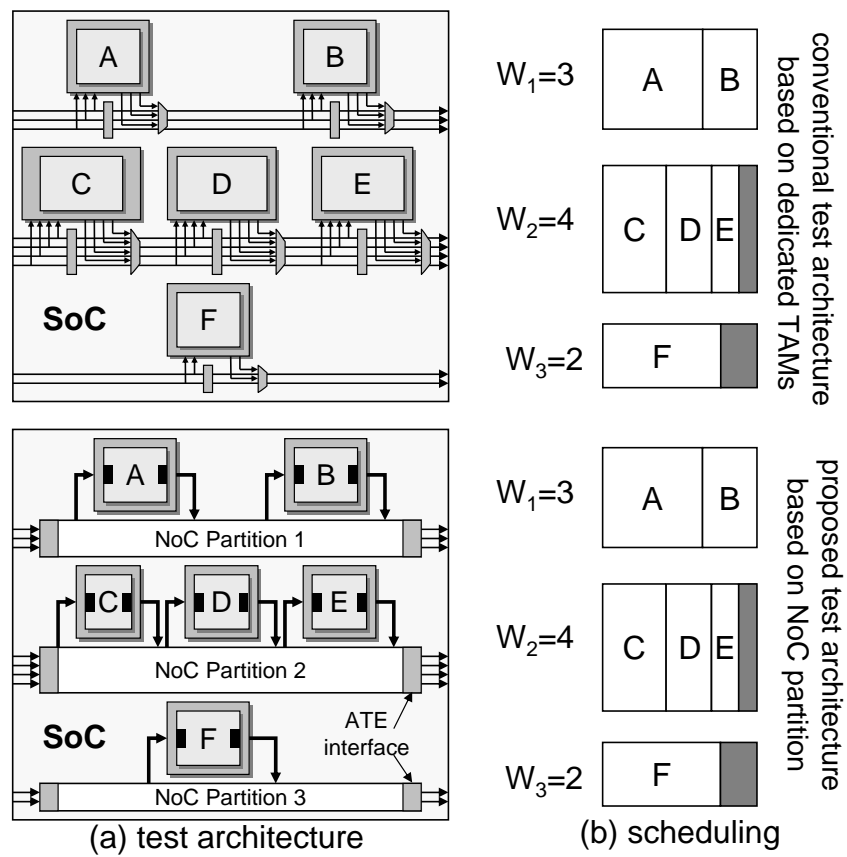 A
B
C
D
E
SoC
F
W1=3
A
B
W2=4
C
D
E
W3=2
F
conventional test architecture
based on dedicated TAMs
A
B
NoC Partition 1
C
D
E
NoC Partition 2
SoC
F
ATE
interface
NoC Partition 3
W1=3
A
B
W2=4
C
D
E
W3=2
F
proposed test architecture
based on NoC partition
(a) test architecture
(b) scheduling